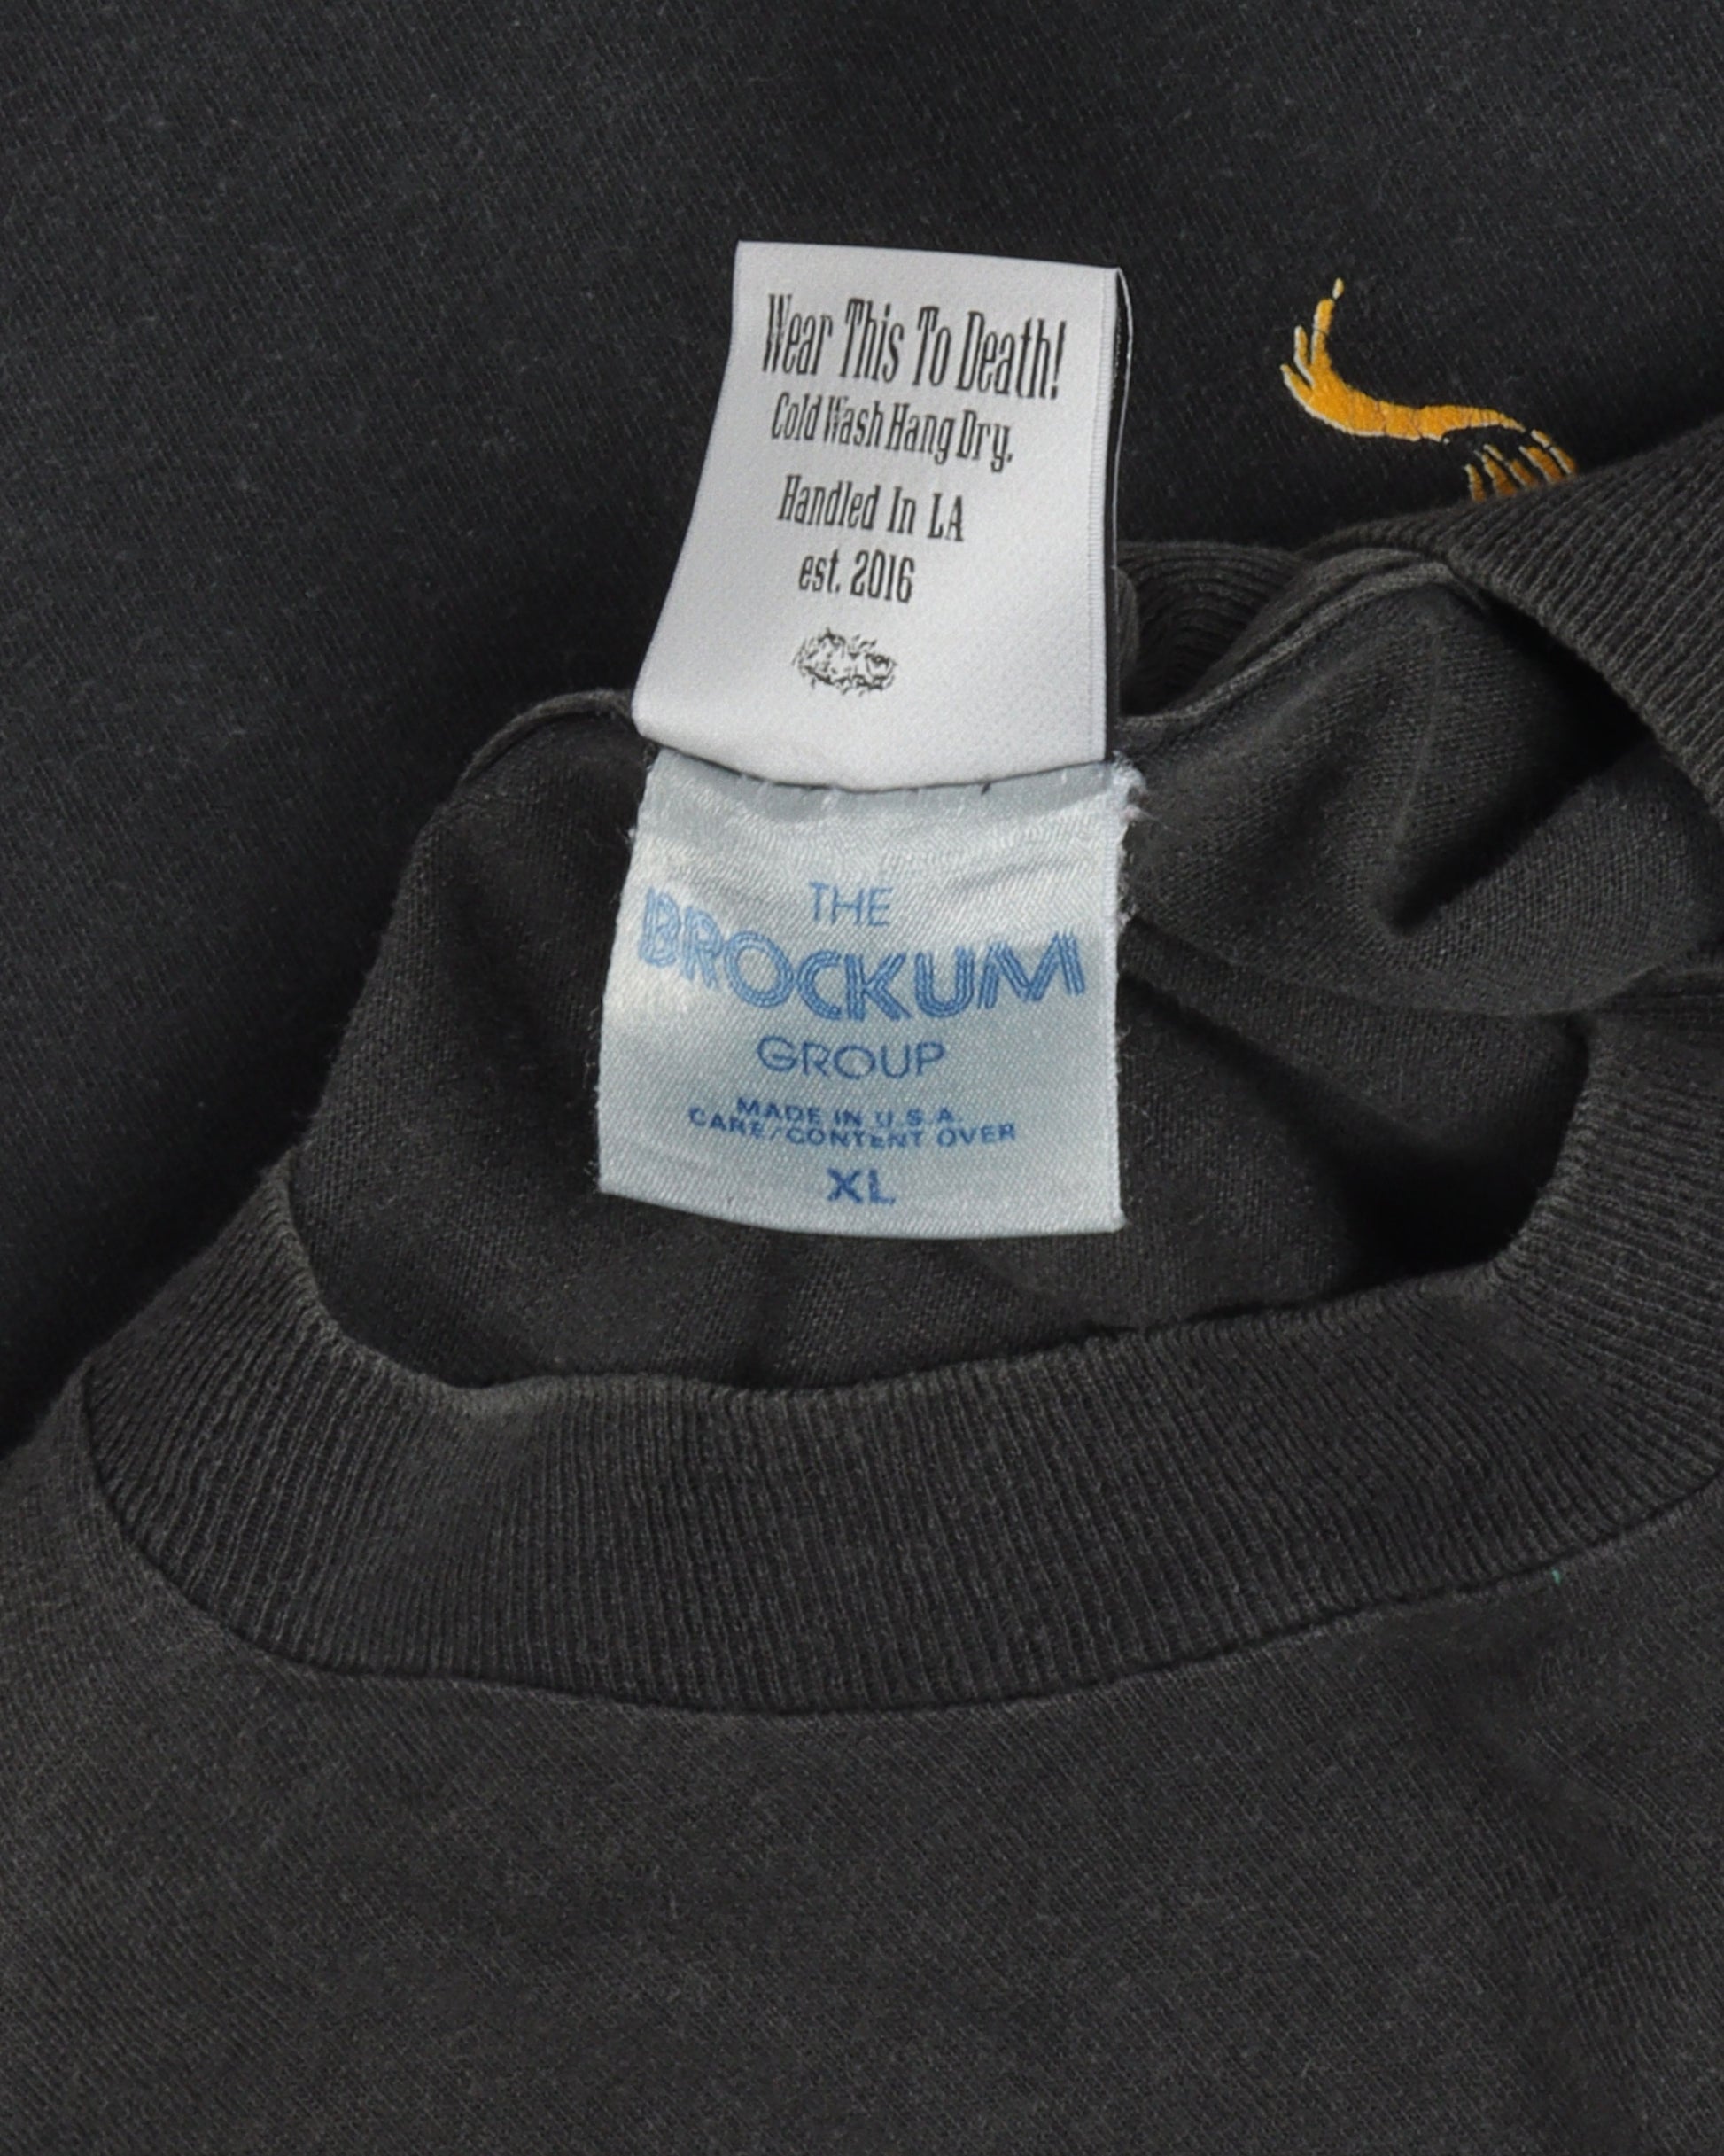 Wear This To Death!
Cold Wash Hang Dry.
Handled In LA
est. 2016
THE
BROCKUM
GROUP
MADE IN U.S.A.
CARE/CONTENT OVER
XL